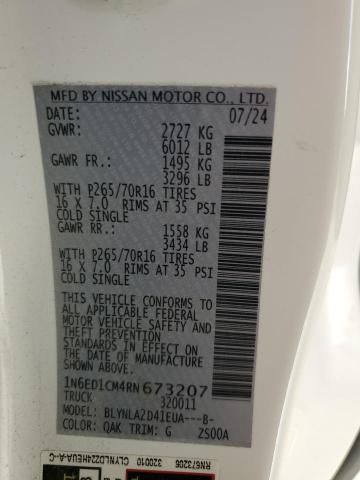 MFD BY NISSAN MOTOR CO., LTD.
DATE: 07/24
GVWR: 2727 KG
6012 LB
GAWR FR.: 1495 KG
3296 LB
WITH P265/70R16 TIRES
16 X 7.0 RIMS AT 35 PSI
COLD SINGLE
GAWR RR.: 1558 KG
3434 LB
WITH P265/70R16 TIRES
16 X 7.0 RIMS AT 35 PSI
COLD SINGLE
THIS VEHICLE CONFORMS TO
ALL APPLICABLE FEDERAL
MOTOR VEHICLE SAFETY
STANDARDS IN EFFECT ON
THE DATE OF MANUFACTURE
SHOWN ABOVE.
1N6ED1CM4RN673207
TRUCK 320011
MODEL: BLYNLA2D41EUA---B-
COLOR: QAK TRIM: G ZS00A
RN673206 320010 CLYNLD2Z24HEUA-A-C